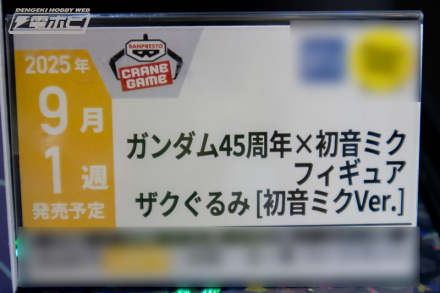 DENGEKI HOBBY WEB
電ホビ
BANPRESTO
CRANE
GAME
2025年
9月
1週
発売予定
ガンダム45周年×初音ミク
フィギュア
ザクぐるみ[初音ミクVer.]